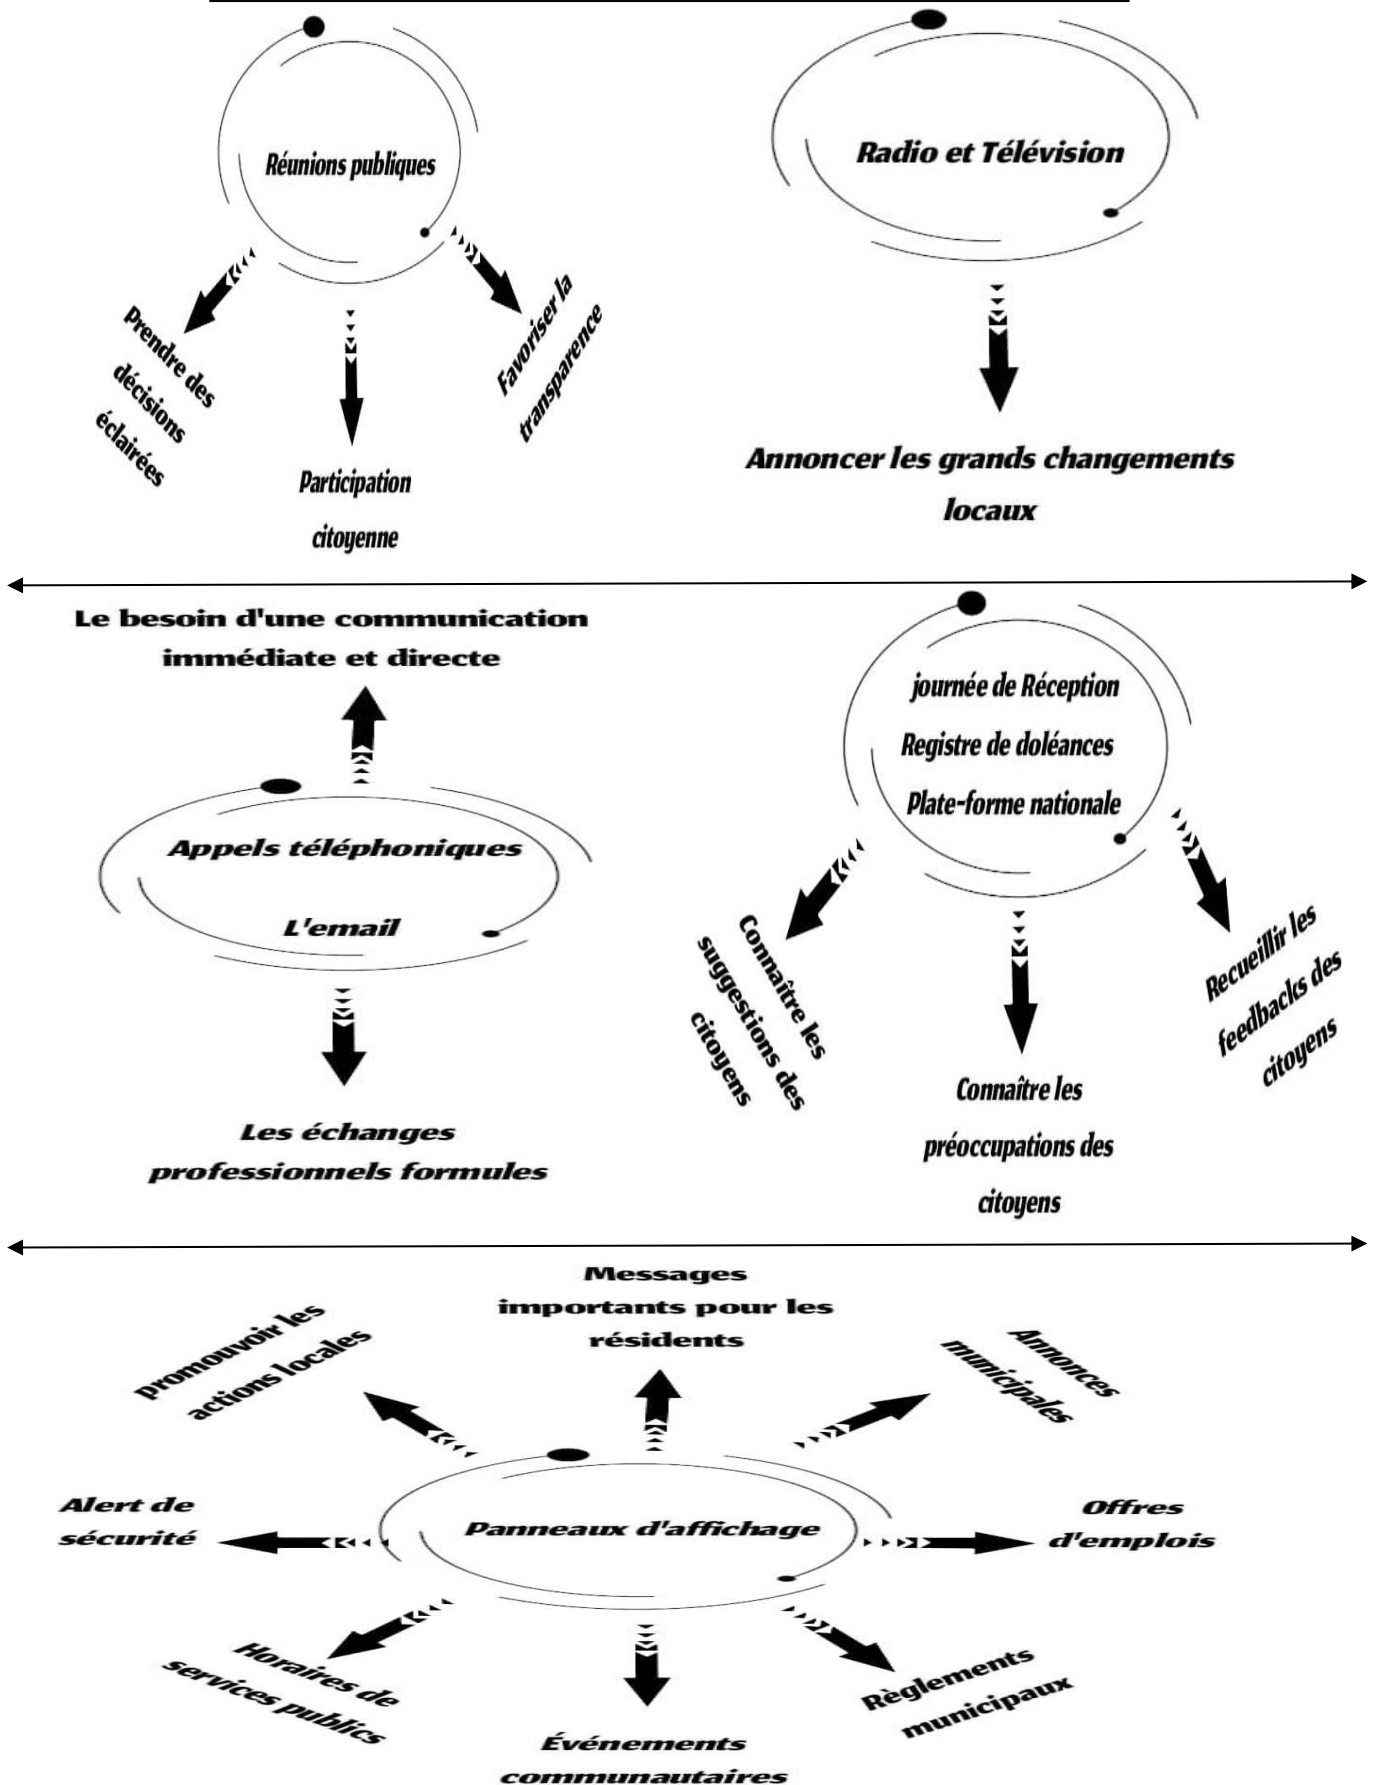 Réunions publiques
Prendre des
décisions
éclairées
Participation
citoyenne
Favoriser la
transparence
Radio et Télévision
Annoncer les grands changements
locaux
Le besoin d'une communication
immédiate et directe
Appels téléphoniques
L'email
Les échanges
professionnels formules
journée de Réception
Registre de doléances
Plate-forme nationale
Connaître les
suggestions des
citoyens
Connaître les
préoccupations des
citoyens
Recueillir les
feedbacks des
citoyens
Messages
importants pour les
résidents
promouvoir les
actions locales
Annonces
municipales
Alert de
sécurité
Panneaux d'affichage
Offres
d'emplois
Horaires de
services publics
Événements
communautaires
Règlements
municipaux